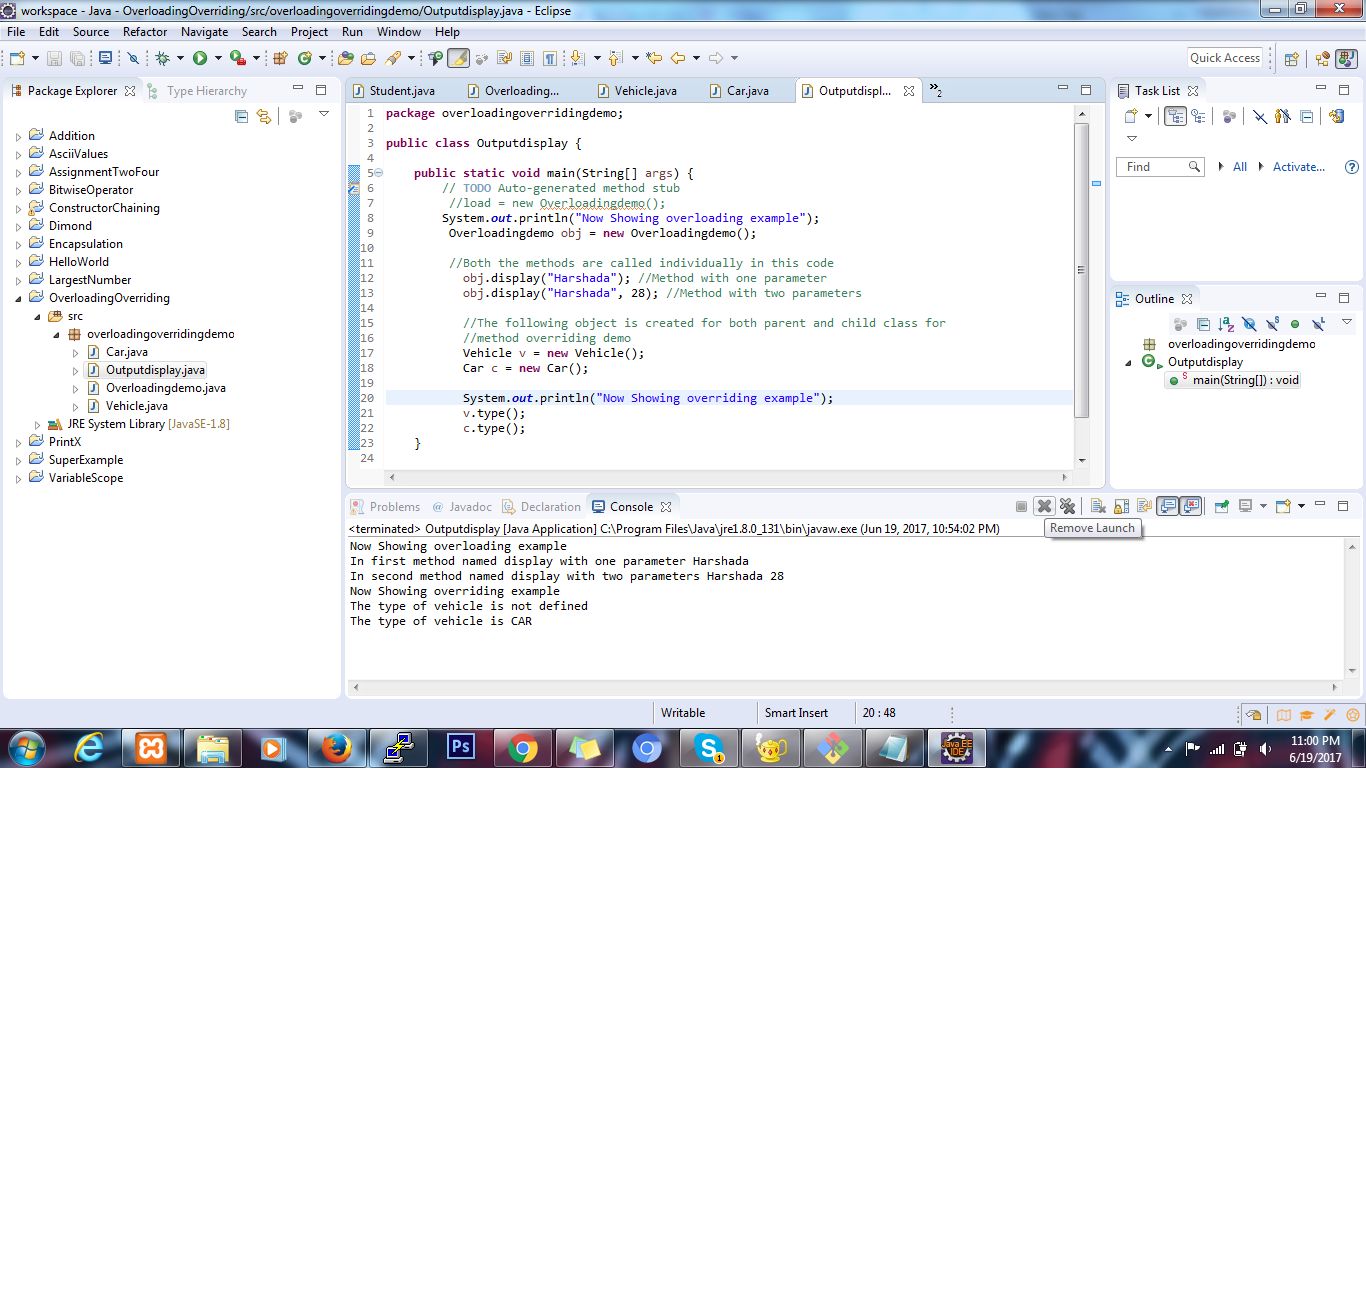 workspace - Java - OverloadingOverriding/src/overloadingoverridingdemo/Outputdisplay.java - Eclipse
File Edit Source Refactor Navigate Search Project Run Window Help
Quick Access
Package Explorer Type Hierarchy
Addition
AsciiValues
AssignmentTwoFour
BitwiseOperator
ConstructorChaining
Dimond
Encapsulation
HelloWorld
LargestNumber
OverloadingOverriding
src
overloadingoverridingdemo
Car.java
Outputdisplay.java
Overloadingdemo.java
Vehicle.java
JRE System Library [JavaSE-1.8]
PrintX
SuperExample
VariableScope
Student.java Overloading... Vehicle.java Car.java Outputdispl... »2
1 package overloadingoverridingdemo;
2
3 public class Outputdisplay {
4
5 public static void main(String[] args) {
6 // TODO Auto-generated method stub
7 //load = new Overloadingdemo();
8 System.out.println("Now Showing overloading example");
9 Overloadingdemo obj = new Overloadingdemo();
10
11 //Both the methods are called individually in this code
12 obj.display("Harshada"); //Method with one parameter
13 obj.display("Harshada", 28); //Method with two parameters
14
15 //The following object is created for both parent and child class for
16 //method overriding demo
17 Vehicle v = new Vehicle();
18 Car c = new Car();
19
20 System.out.println("Now Showing overriding example");
21 v.type();
22 c.type();
23 }
24
Task List
Find All Activate...
Outline
overloadingoverridingdemo
Outputdisplay
main(String[]) : void
Problems @ Javadoc Declaration Console
Remove Launch
<terminated> Outputdisplay [Java Application] C:\Program Files\Java\jre1.8.0_131\bin\javaw.exe (Jun 19, 2017, 10:54:02 PM)
Now Showing overloading example
In first method named display with one parameter Harshada
In second method named display with two parameters Harshada 28
Now Showing overriding example
The type of vehicle is not defined
The type of vehicle is CAR
Writable Smart Insert 20 : 48
Ps
S 1
Java EE IDE
11:00 PM
6/19/2017